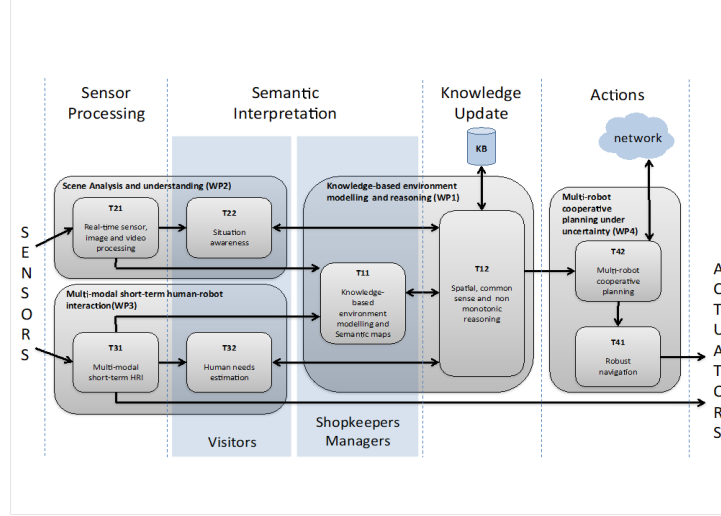 Sensor
Processing
Semantic
Interpretation
Knowledge
Update
Actions
KB
network
Scene Analysis and understanding (WP2)
T21
Real-time sensor,
image and video
processing
T22
Situation
awareness
Knowledge-based environment
modelling and reasoning (WP1)
T11
Knowledge-
based
environment
modelling and
Semantic maps
T12
Spatial, common
sense and non
monotonic
reasoning
Multi-robot
cooperative
planning under
uncertainty (WP4)
T42
Multi-robot
cooperative
planning
T41
Robust
navigation
Multi-modal short-term human-robot
interaction(WP3)
T31
Multi-modal
short-term HRI
T32
Human needs
estimation
Visitors
Shopkeepers
Managers
S
E
N
S
O
R
S
A
C
T
U
A
T
O
R
S